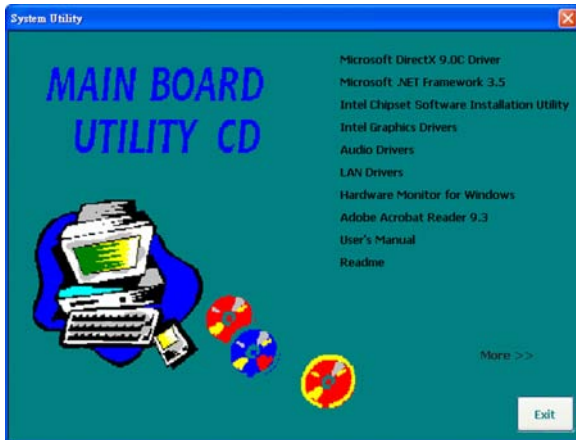 System Utility
MAIN BOARD
UTILITY CD
Microsoft DirectX 9.0C Driver
Microsoft .NET Framework 3.5
Intel Chipset Software Installation Utility
Intel Graphics Drivers
Audio Drivers
LAN Drivers
Hardware Monitor for Windows
Adobe Acrobat Reader 9.3
User's Manual
Readme
More >>
Exit